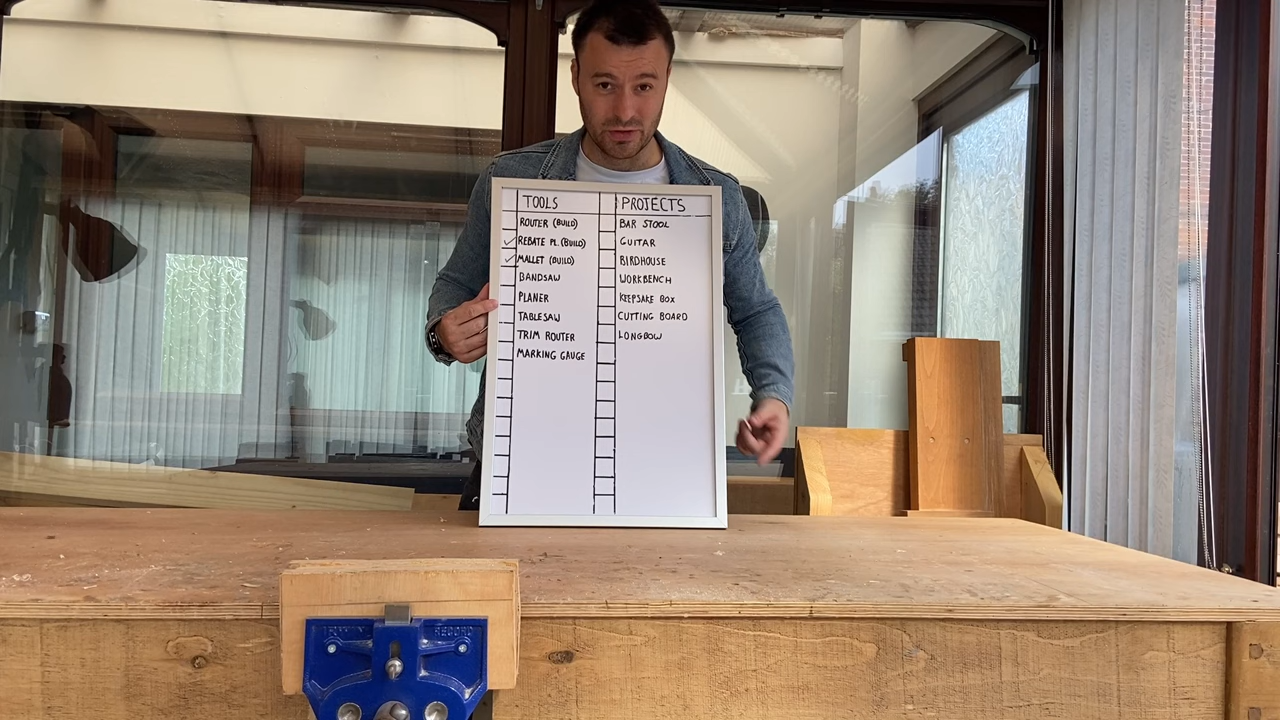 TOOLS
ROUTER (BUILD)
✓ REBATE PL.(BUILD)
✓ MALLET (BUILD)
BANDSAW
PLANER
TABLESAW
TRIM ROUTER
MARKING GAUGE
PROJECTS
BAR STOOL
GUITAR
BIRDHOUSE
WORKBENCH
KEEPSAKE BOX
CUTTING BOARD
LONGBOW
RECORD